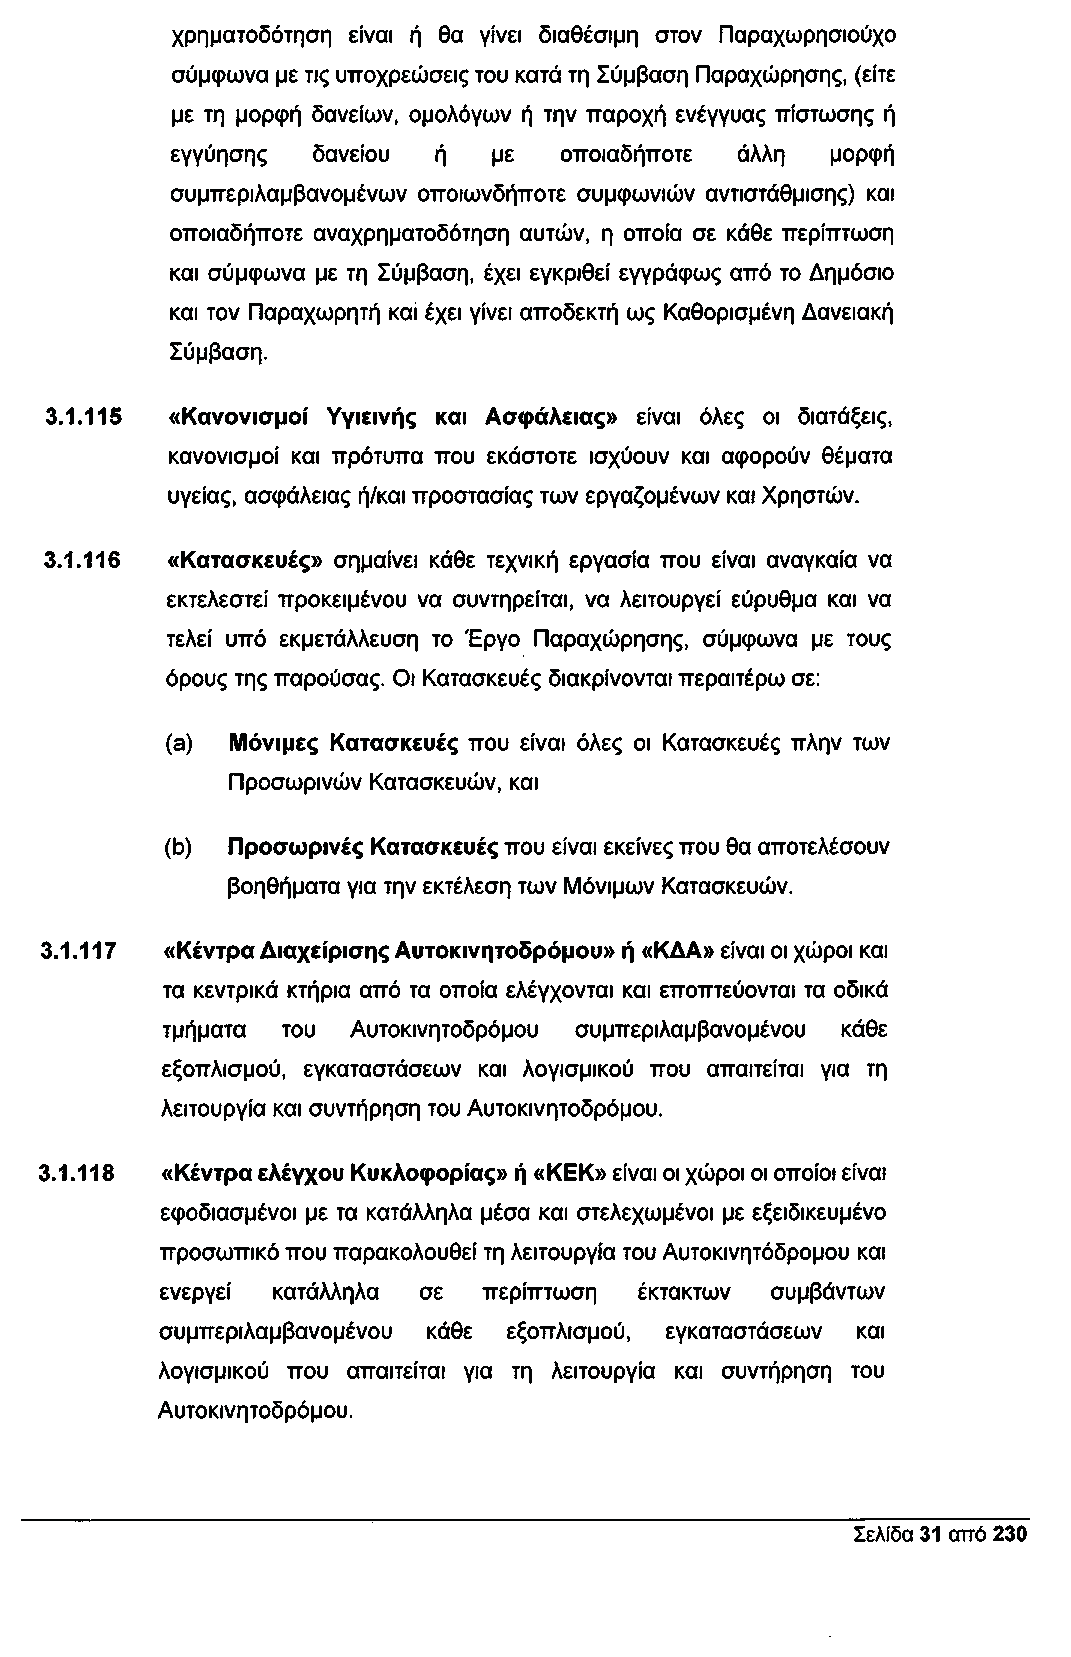 χρηματοδότηση είναι ή θα γίνει διαθέσιμη στον Παραχωρησιούχο
σύμφωνα με τις υποχρεώσεις του κατά τη Σύμβαση Παραχώρησης, (είτε
με τη μορφή δανείων, ομολόγων ή την παροχή ενέγγυας πίστωσης ή
εγγύησης δανείου ή με οποιαδήποτε άλλη μορφή
συμπεριλαμβανομένων οποιωνδήποτε συμφωνιών αντιστάθμισης) και
οποιαδήποτε αναχρηματοδότηση αυτών, η οποία σε κάθε περίπτωση
και σύμφωνα με τη Σύμβαση, έχει εγκριθεί εγγράφως από το Δημόσιο
και τον Παραχωρητή και έχει γίνει αποδεκτή ως Καθορισμένη Δανειακή
Σύμβαση.
3.1.115 «Κανονισμοί Υγιεινής και Ασφάλειας» είναι όλες οι διατάξεις,
κανονισμοί και πρότυπα που εκάστοτε ισχύουν και αφορούν θέματα
υγείας, ασφάλειας ή/και προστασίας των εργαζομένων και Χρηστών.
3.1.116 «Κατασκευές» σημαίνει κάθε τεχνική εργασία που είναι αναγκαία να
εκτελεστεί προκειμένου να συντηρείται, να λειτουργεί εύρυθμα και να
τελεί υπό εκμετάλλευση το Έργο Παραχώρησης, σύμφωνα με τους
όρους της παρούσας. Οι Κατασκευές διακρίνονται περαιτέρω σε:
(a) Μόνιμες Κατασκευές που είναι όλες οι Κατασκευές πλην των
Προσωρινών Κατασκευών, και
(b) Προσωρινές Κατασκευές που είναι εκείνες που θα αποτελέσουν
βοηθήματα για την εκτέλεση των Μόνιμων Κατασκευών.
3.1.117 «Κέντρα Διαχείρισης Αυτοκινητοδρόμου» ή «ΚΔΑ» είναι οι χώροι και
τα κεντρικά κτήρια από τα οποία ελέγχονται και εποπτεύονται τα οδικά
τμήματα του Αυτοκινητοδρόμου συμπεριλαμβανομένου κάθε
εξοπλισμού, εγκαταστάσεων και λογισμικού που απαιτείται για τη
λειτουργία και συντήρηση του Αυτοκινητοδρόμου.
3.1.118 «Κέντρα ελέγχου Κυκλοφορίας» ή «ΚΕΚ» είναι οι χώροι οι οποίοι είναι
εφοδιασμένοι με τα κατάλληλα μέσα και στελεχωμένοι με εξειδικευμένο
προσωπικό που παρακολουθεί τη λειτουργία του Αυτοκινητόδρομου και
ενεργεί κατάλληλα σε περίπτωση έκτακτων συμβάντων
συμπεριλαμβανομένου κάθε εξοπλισμού, εγκαταστάσεων και
λογισμικού που απαιτείται για τη λειτουργία και συντήρηση του
Αυτοκινητοδρόμου.
Σελίδα 31 από 230